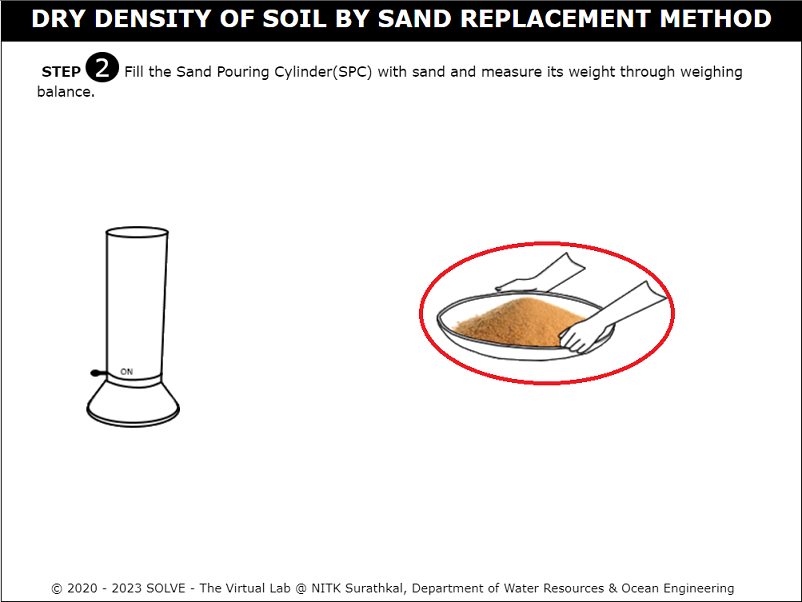 DRY DENSITY OF SOIL BY SAND REPLACEMENT METHOD
STEP 2 Fill the Sand Pouring Cylinder(SPC) with sand and measure its weight through weighing
balance.
ON
© 2020 - 2023 SOLVE - The Virtual Lab @ NITK Surathkal, Department of Water Resources & Ocean Engineering